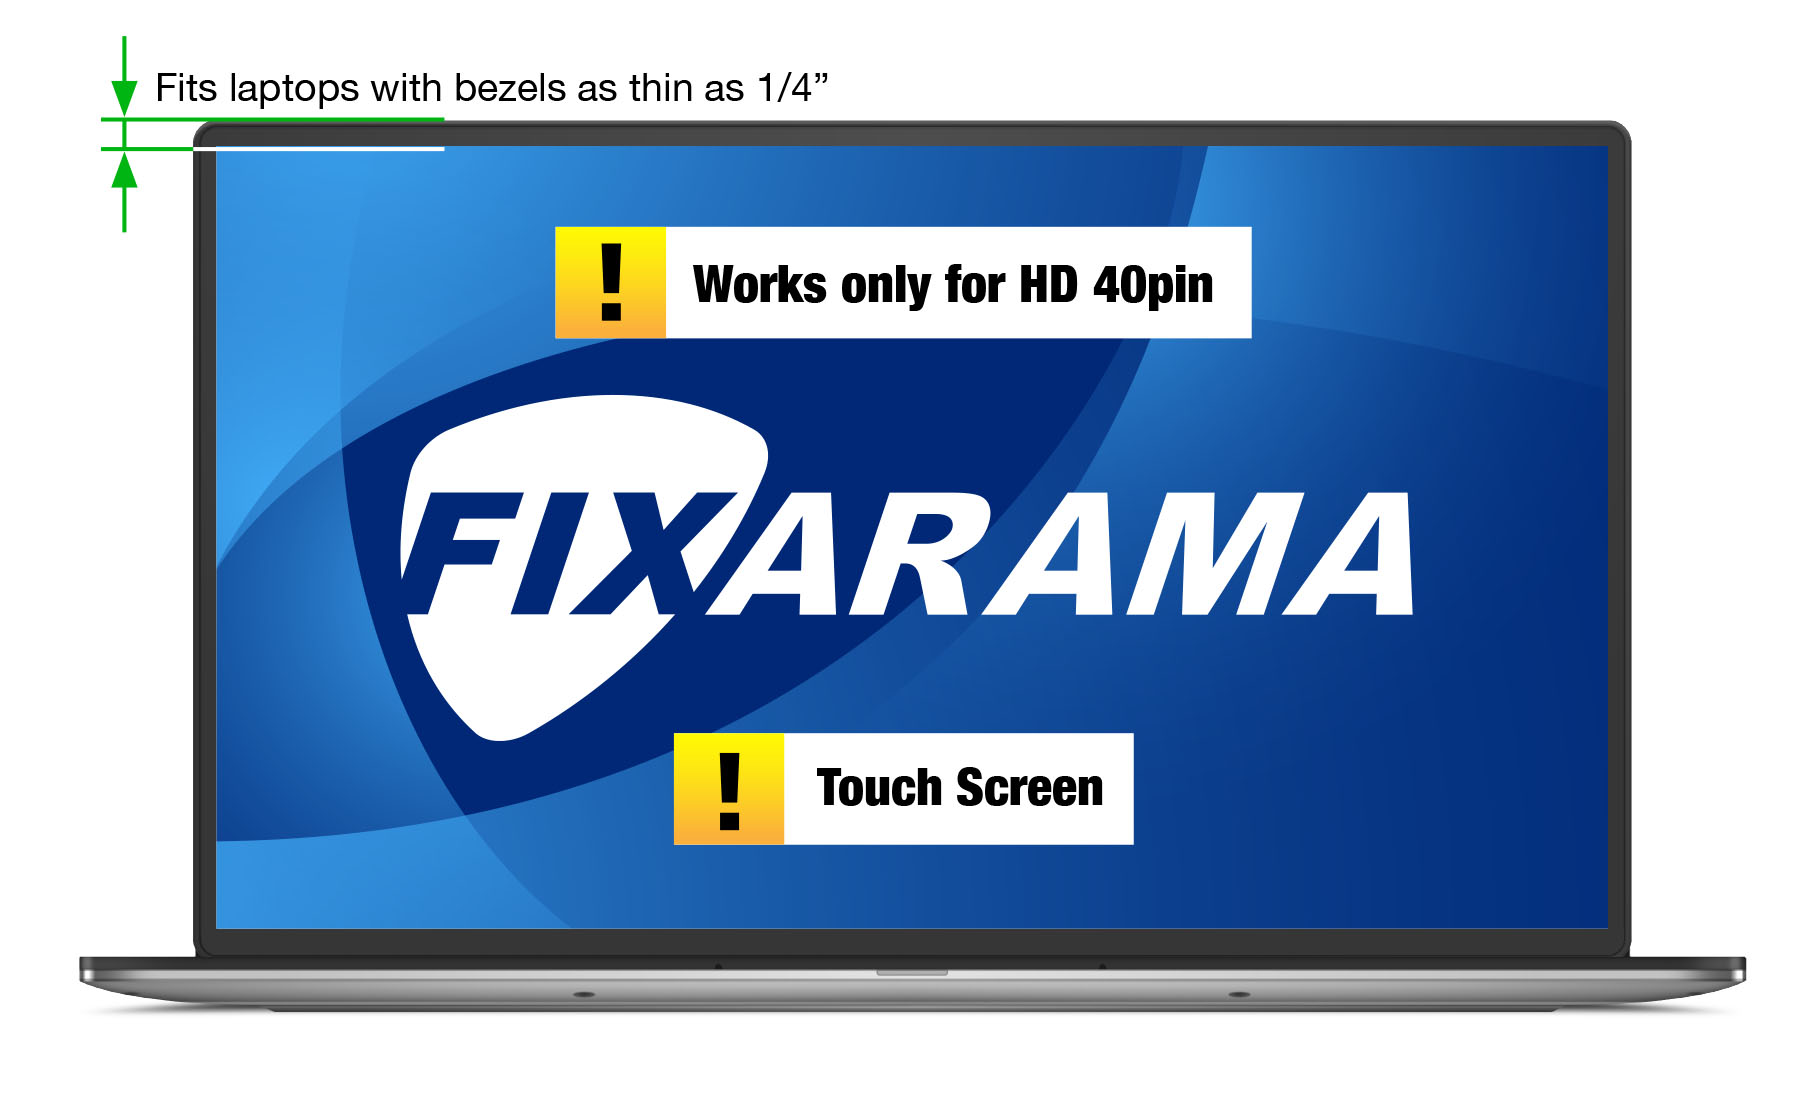 Fits laptops with bezels as thin as 1/4”
! Works only for HD 40pin
FIXARAMA
! Touch Screen